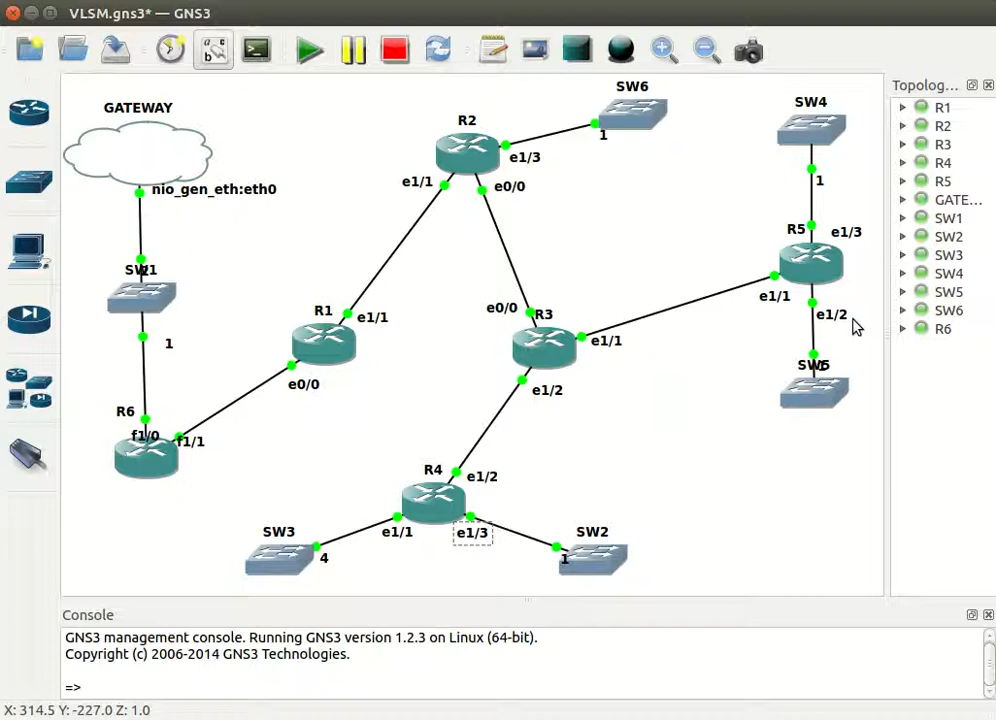 VLSM.gns3* — GNS3
a c
b
>_
GATEWAY
nio_gen_eth:eth0
SW1
1
R6
f1/0
f1/1
R1
e1/1
e0/0
R2
e1/1
e1/3
e0/0
SW6
1
e0/0
R3
e1/1
e1/2
R4
e1/2
e1/1
e1/3
SW3
4
SW2
1
SW4
1
R5
e1/3
e1/1
e1/2
SW5
Topolog...
R1
R2
R3
R4
R5
GATE...
SW1
SW2
SW3
SW4
SW5
SW6
R6
Console
GNS3 management console. Running GNS3 version 1.2.3 on Linux (64-bit).
Copyright (c) 2006-2014 GNS3 Technologies.
=>
X: 314.5 Y: -227.0 Z: 1.0